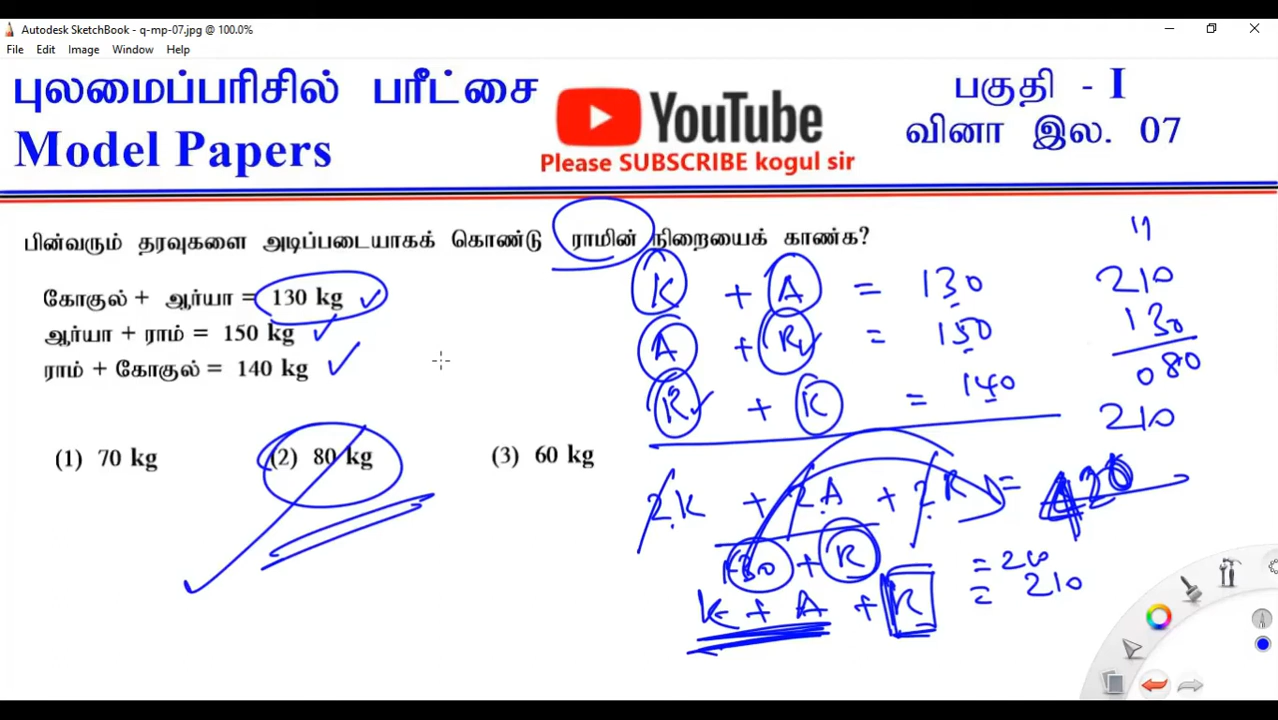 Autodesk SketchBook - q-mp-07.jpg @ 100.0%
File Edit Image Window Help
புலமைப்பரிசில் பரீட்சை
Model Papers
YouTube
Please SUBSCRIBE kogul sir
பகுதி - I
வினா இல. 07
பின்வரும் தரவுகளை அடிப்படையாகக் கொண்டு ராமின் நிறையைக் காண்க?
கோகுல் + ஆர்யா = 130 kg
ஆர்யா + ராம் = 150 kg
ராம் + கோகுல் = 140 kg
(1) 70 kg (2) 80 kg (3) 60 kg
K + A = 130
A + R = 150
R + K = 140
2K + 2A + 2R = 420
130 + R = 210
K + A + R = 210
11
210
130
080
210